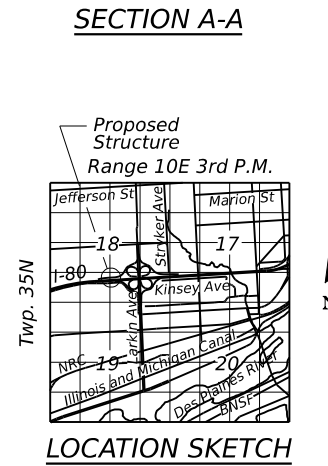 SECTION A-A
Proposed
Structure
Range 10E 3rd P.M.
Twp. 35N
Jefferson St
Stryker Ave
Marion St
18
17
I-80
Kinsey Ave
Larkin Ave
NRC
19
20
Illinois and Michigan Canal
Des Plaines River
BNSF
LOCATION SKETCH